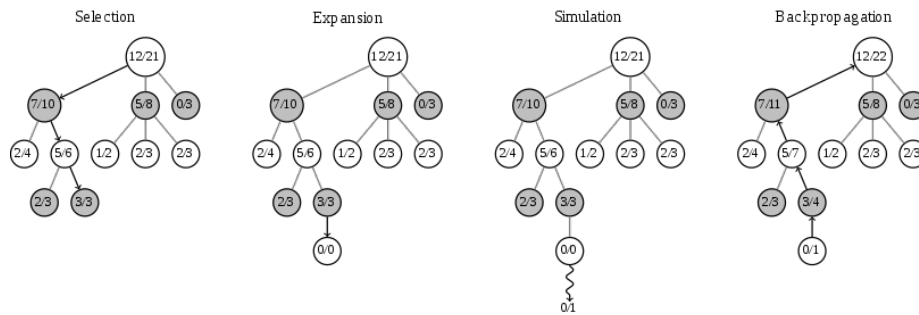 Selection
12/21
7/10 5/8 0/3
2/4 5/6 1/2 2/3 2/3
2/3 3/3
Expansion
12/21
7/10 5/8 0/3
2/4 5/6 1/2 2/3 2/3
2/3 3/3
0/0
Simulation
12/21
7/10 5/8 0/3
2/4 5/6 1/2 2/3 2/3
2/3 3/3
0/0
0/1
Backpropagation
12/22
7/11 5/8 0/3
2/4 5/7 1/2 2/3 2/3
2/3 3/4
0/1